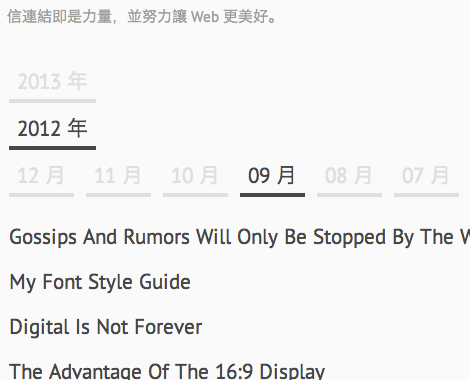 信連結即是力量，並努力讓 Web 更美好。
2013 年
2012 年
12 月 11 月 10 月 09 月 08 月 07 月
Gossips And Rumors Will Only Be Stopped By The
My Font Style Guide
Digital Is Not Forever
The Advantage Of The 16:9 Display